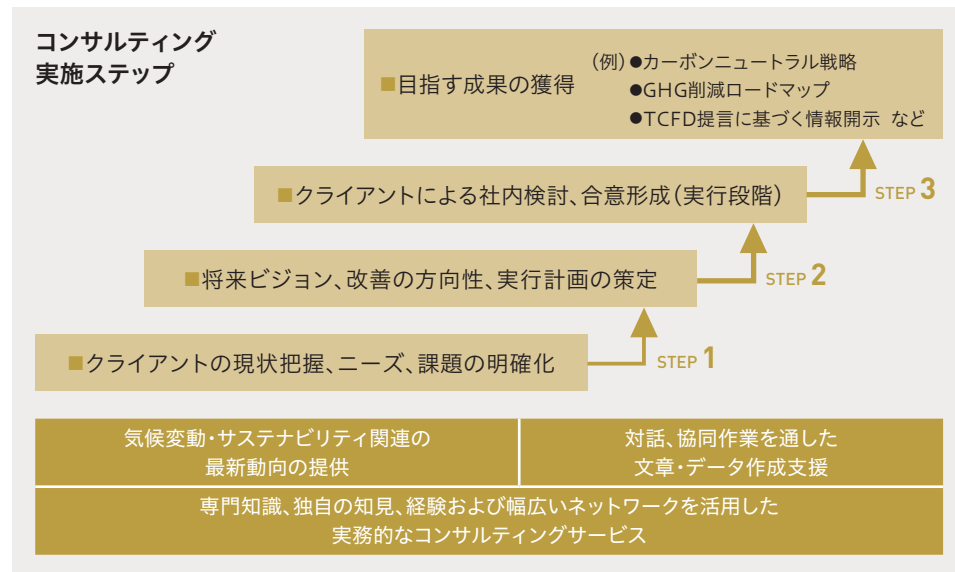 コンサルティング
実施ステップ
■目指す成果の獲得
（例）●カーボンニュートラル戦略
●GHG削減ロードマップ
●TCFD提言に基づく情報開示 など
STEP 3
■クライアントによる社内検討、合意形成（実行段階）
STEP 2
■将来ビジョン、改善の方向性、実行計画の策定
STEP 1
■クライアントの現状把握、ニーズ、課題の明確化
気候変動・サステナビリティ関連の
最新動向の提供
対話、協同作業を通した
文章・データ作成支援
専門知識、独自の知見、経験および幅広いネットワークを活用した
実務的なコンサルティングサービス